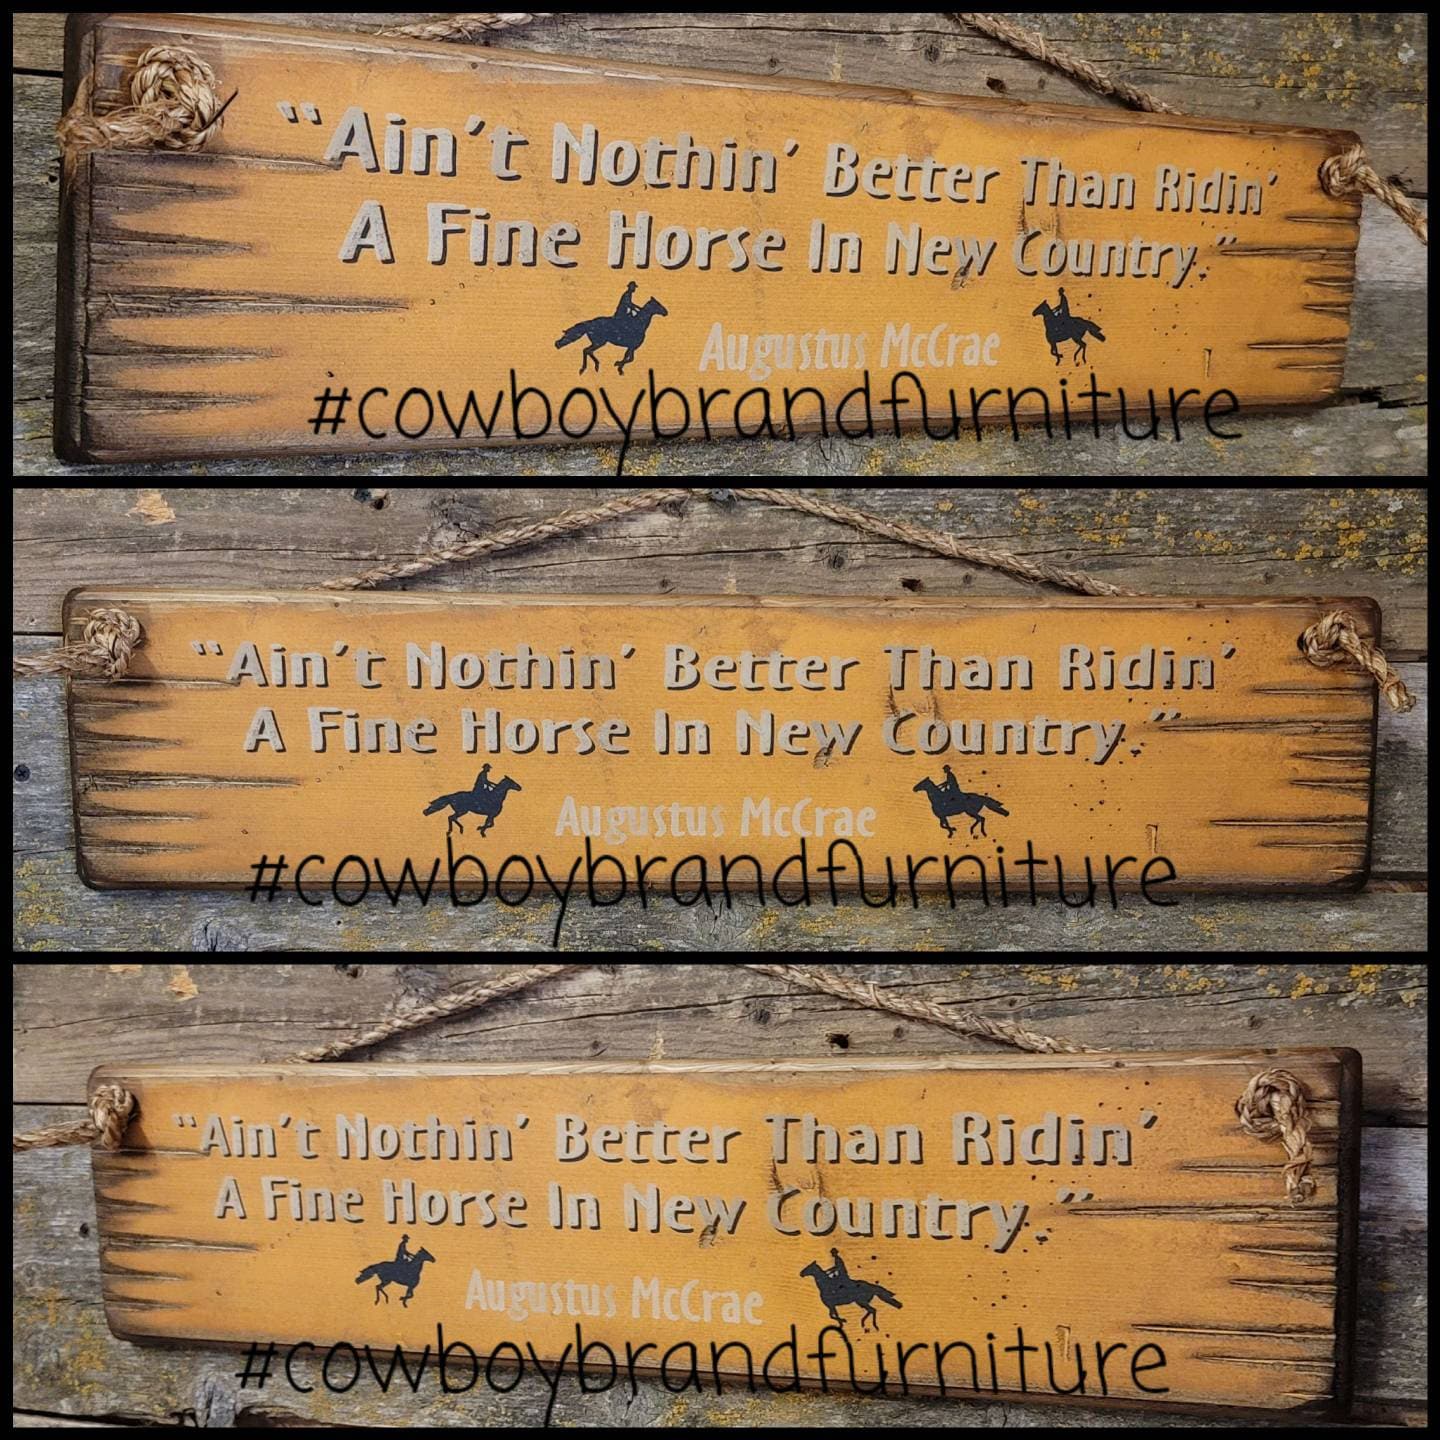 “Ain’t Nothin’ Better Than Ridin’
A Fine Horse In New Country.”
Augustus McCrae
#cowboybrandfurniture
“Ain’t Nothin’ Better Than Ridin’
A Fine Horse In New Country.”
Augustus McCrae
#cowboybrandfurniture
“Ain’t Nothin’ Better Than Ridin’
A Fine Horse In New Country.”
Augustus McCrae
#cowboybrandfurniture